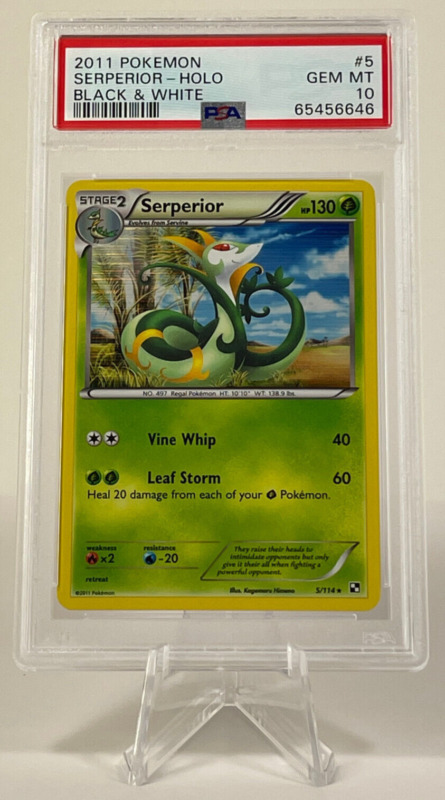 2011 POKEMON #5
SERPERIOR – HOLO GEM MT
BLACK & WHITE 10
PSA 65456646
STAGE2 Serperior HP130
Evolves from Servine
NO. 497 Regal Pokémon HT: 10'10" WT: 138.9 lbs.
Vine Whip 40
Leaf Storm 60
Heal 20 damage from each of your Pokémon.
weakness resistance
×2 -20
retreat
They raise their heads to
intimidate opponents but only
give it their all when fighting a
powerful opponent.
©2011 Pokémon Illus. Kagemaru Himeno 5/114 ★